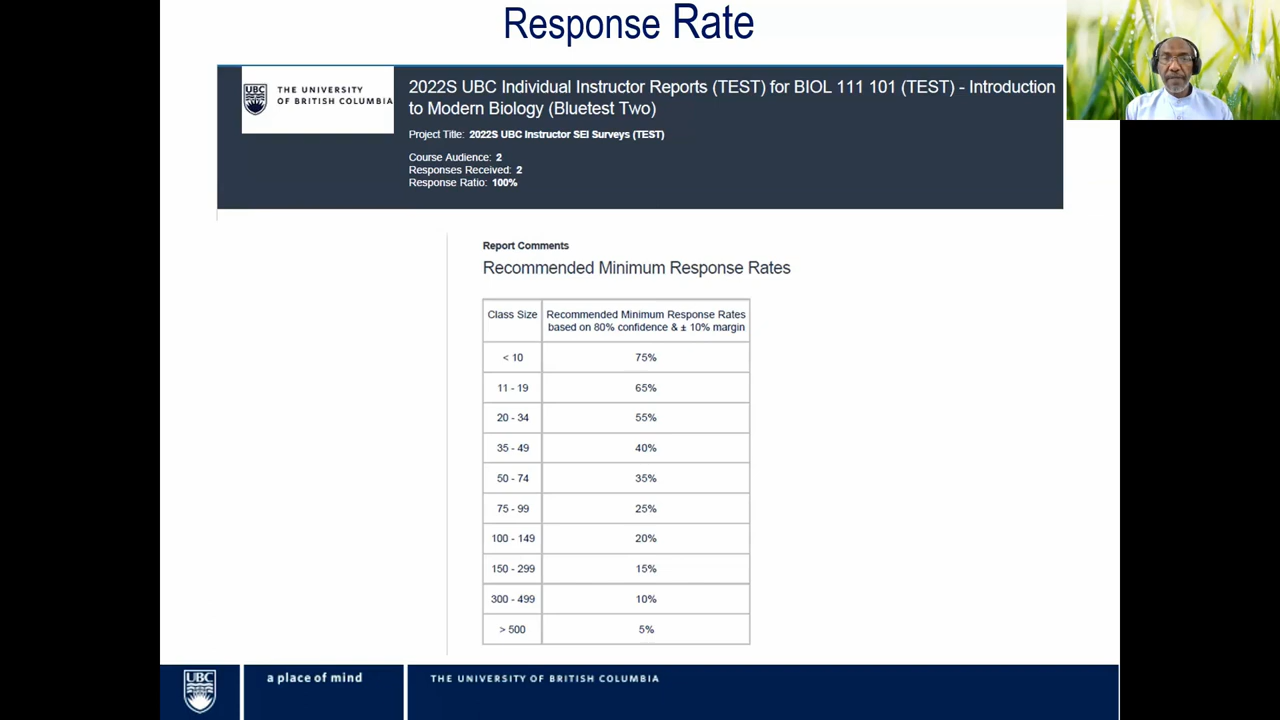 Response Rate
UBC
THE UNIVERSITY
OF BRITISH COLUMBIA
2022S UBC Individual Instructor Reports (TEST) for BIOL 111 101 (TEST) - Introduction
to Modern Biology (Bluetest Two)
Project Title: 2022S UBC Instructor SEI Surveys (TEST)
Course Audience: 2
Responses Received: 2
Response Ratio: 100%
Report Comments
Recommended Minimum Response Rates
Class Size Recommended Minimum Response Rates
based on 80% confidence & ± 10% margin
< 10 75%
11 - 19 65%
20 - 34 55%
35 - 49 40%
50 - 74 35%
75 - 99 25%
100 - 149 20%
150 - 299 15%
300 - 499 10%
> 500 5%
UBC
a place of mind
THE UNIVERSITY OF BRITISH COLUMBIA